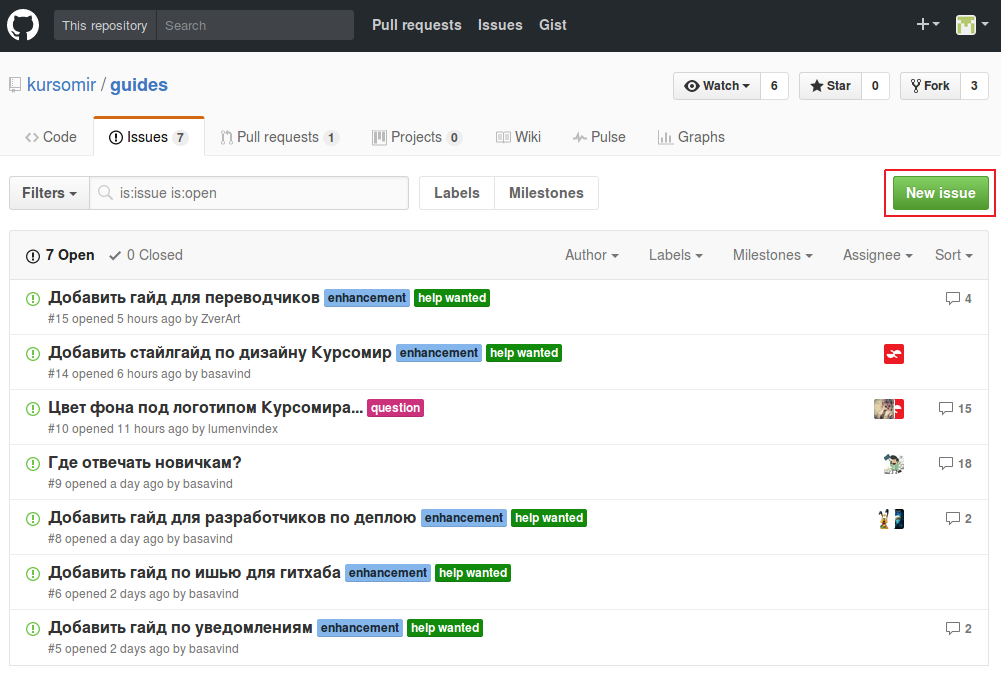 This repository Search Pull requests Issues Gist
kursomir / guides Watch 6 Star 0 Fork 3
Code Issues 7 Pull requests 1 Projects 0 Wiki Pulse Graphs
Filters is:issue is:open Labels Milestones New issue
7 Open 0 Closed Author Labels Milestones Assignee Sort
Добавить гайд для переводчиков enhancement help wanted 4
#15 opened 5 hours ago by ZverArt
Добавить стайлгайд по дизайну Курсомир enhancement help wanted
#14 opened 6 hours ago by basavind
Цвет фона под логотипом Курсомира... question 15
#10 opened 11 hours ago by lumenvindex
Где отвечать новичкам? 18
#9 opened a day ago by basavind
Добавить гайд для разработчиков по деплою enhancement help wanted 2
#8 opened a day ago by basavind
Добавить гайд по ишью для гитхаба enhancement help wanted
#6 opened 2 days ago by basavind
Добавить гайд по уведомлениям enhancement help wanted 2
#5 opened 2 days ago by basavind